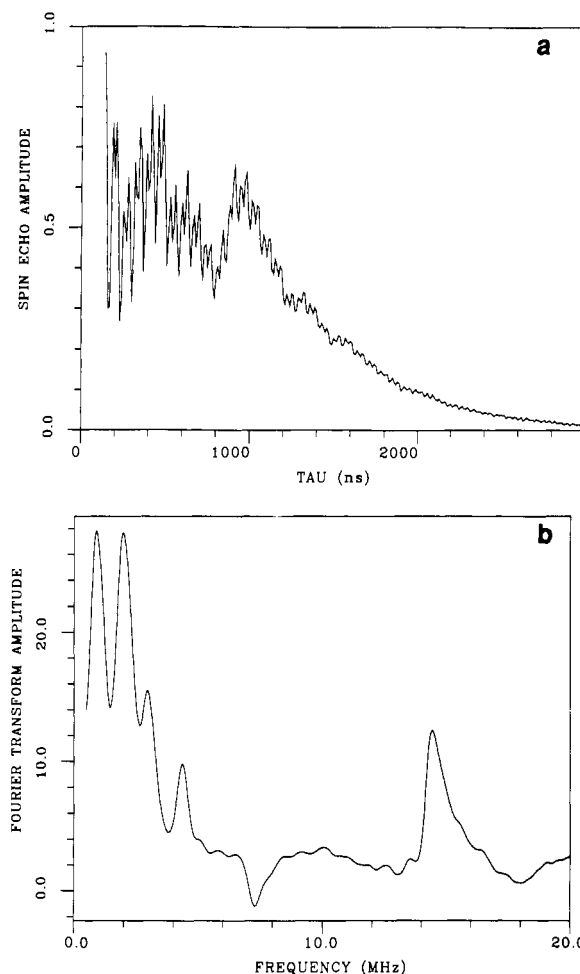 a
1.0
0.5
0.0
SPIN ECHO AMPLITUDE
0 1000 2000
TAU (ns)
b
20.0
10.0
0.0
FOURIER TRANSFORM AMPLITUDE
0.0 10.0 20.0
FREQUENCY (MHz)